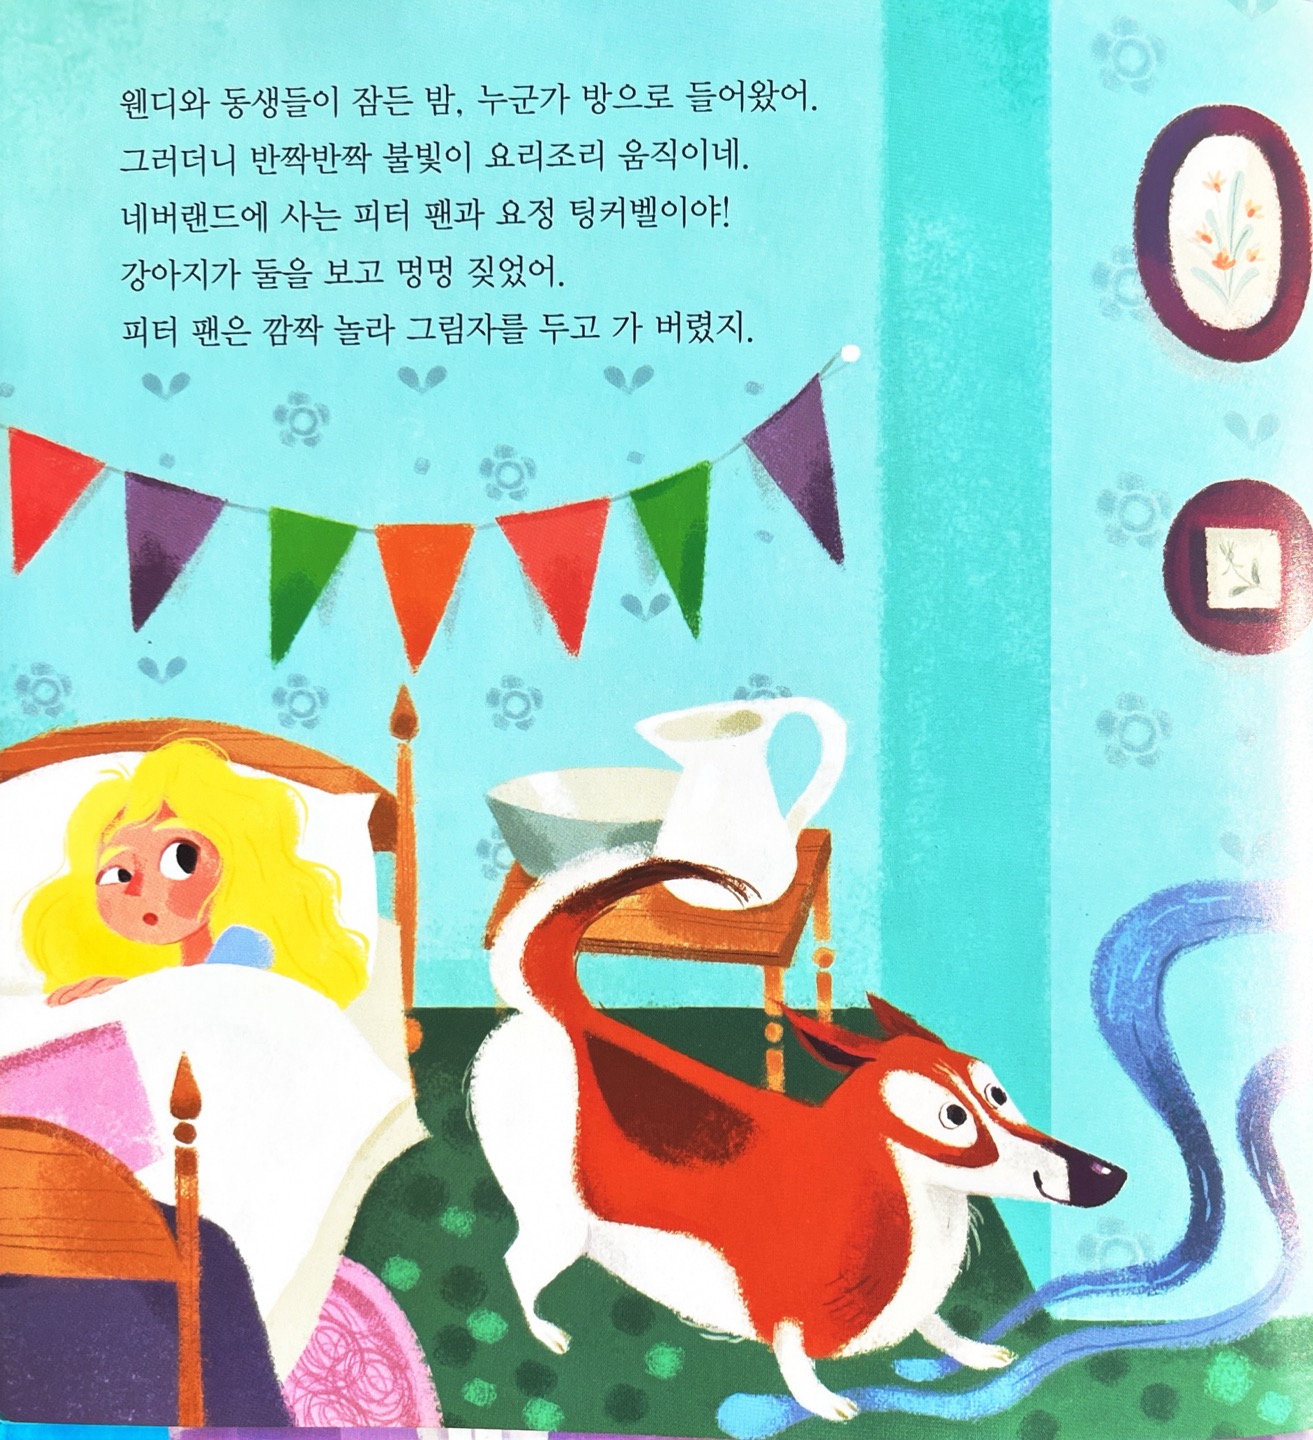 웬디와 동생들이 잠든 밤, 누군가 방으로 들어왔어.
그러더니 반짝반짝 불빛이 요리조리 움직이네.
네버랜드에 사는 피터 팬과 요정 팅커벨이야!
강아지가 둘을 보고 멍멍 짖었어.
피터 팬은 깜짝 놀라 그림자를 두고 가 버렸지.